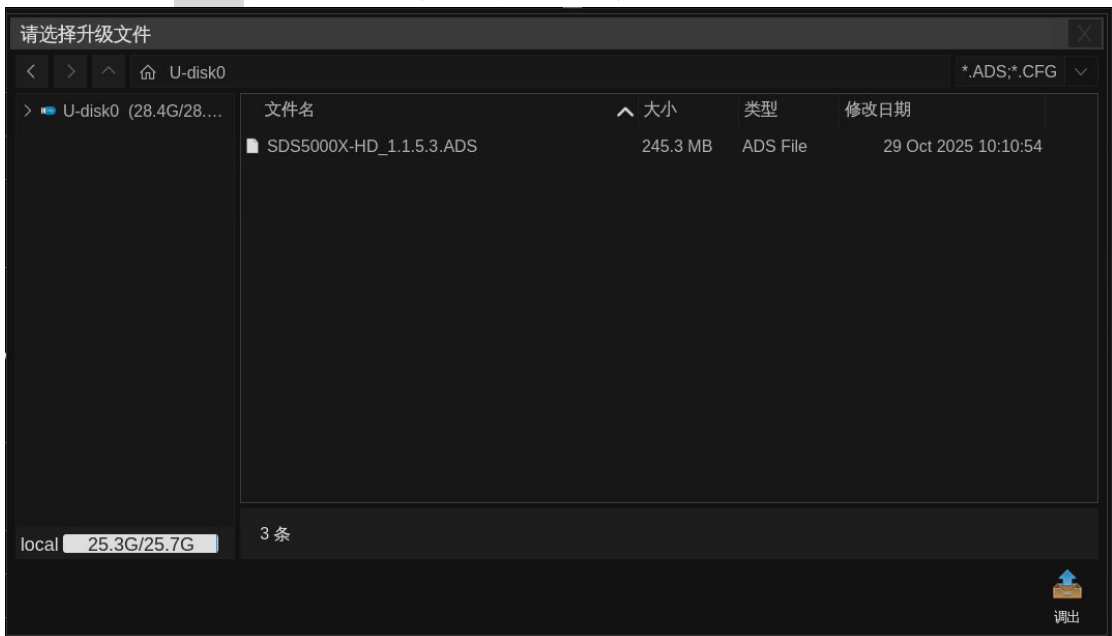 请选择升级文件
U-disk0 *.ADS;*.CFG
U-disk0 (28.4G/28.... 文件名 大小 类型 修改日期
SDS5000X-HD_1.1.5.3.ADS 245.3 MB ADS File 29 Oct 2025 10:10:54
3 条
local 25.3G/25.7G
调出